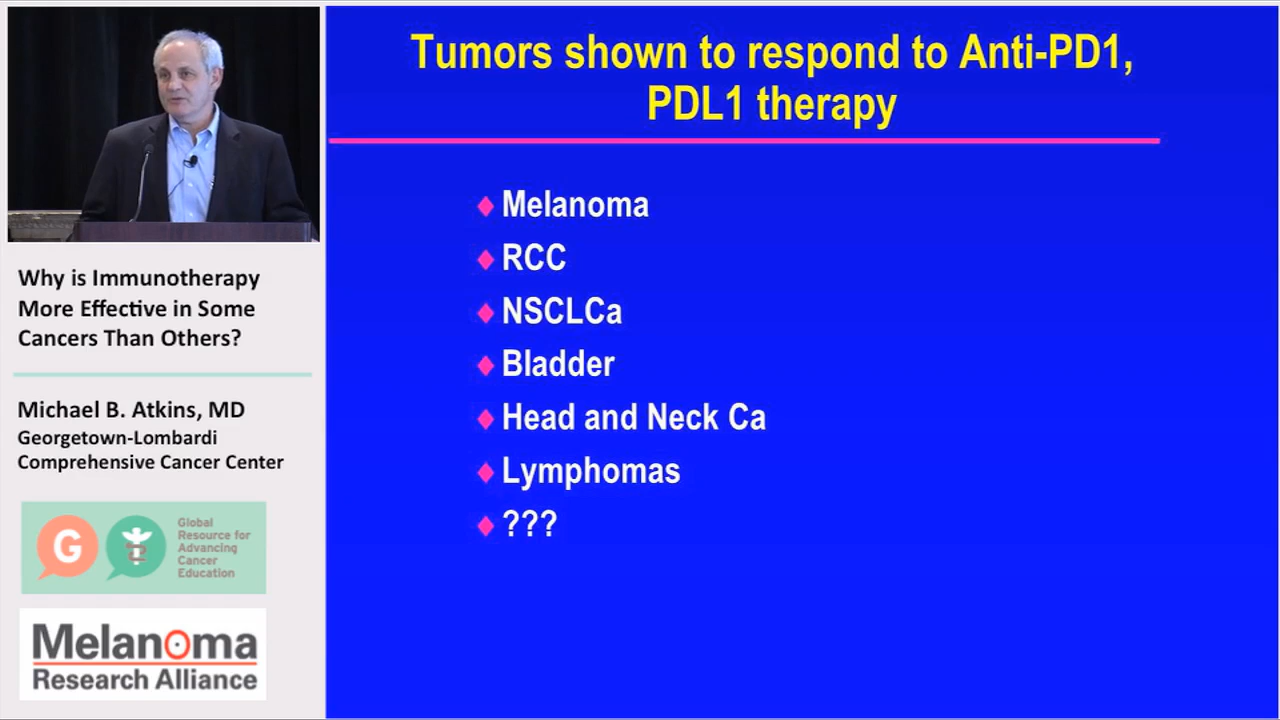 Tumors shown to respond to Anti-PD1,
PDL1 therapy
Melanoma
RCC
NSCLCa
Bladder
Head and Neck Ca
Lymphomas
???
Why is Immunotherapy
More Effective in Some
Cancers Than Others?
Michael B. Atkins, MD
Georgetown-Lombardi
Comprehensive Cancer Center
G
Global
Resource for
Advancing
Cancer
Education
Melanoma
Research Alliance